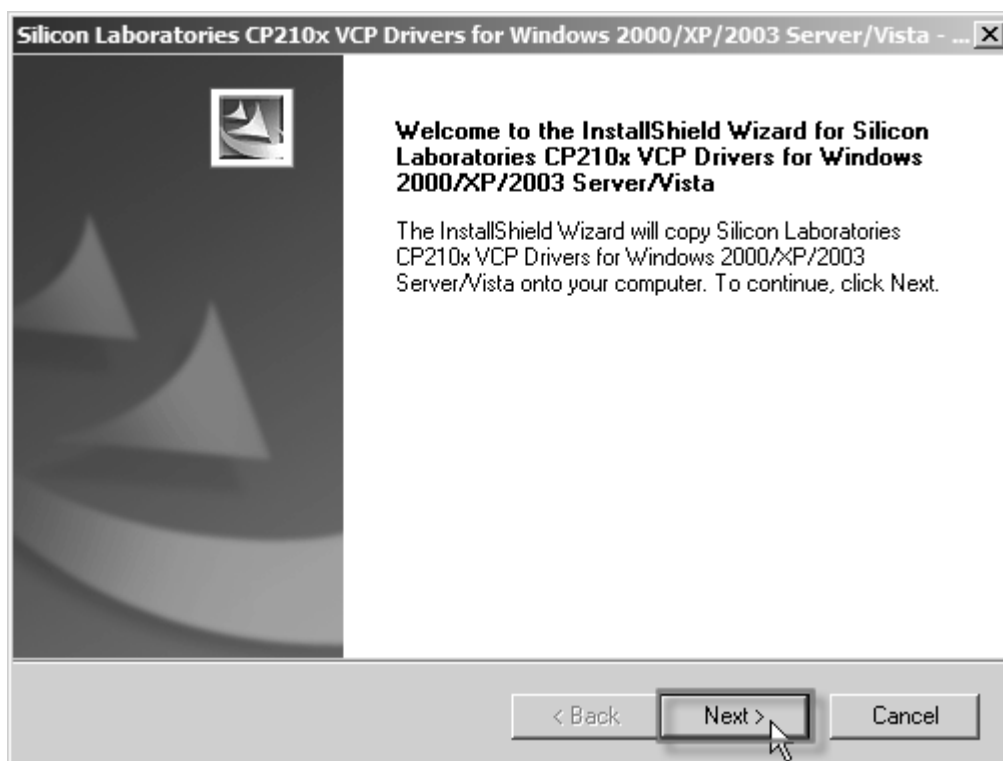 Silicon Laboratories CP210x VCP Drivers for Windows 2000/XP/2003 Server/Vista - ...
Welcome to the InstallShield Wizard for Silicon
Laboratories CP210x VCP Drivers for Windows
2000/XP/2003 Server/Vista
The InstallShield Wizard will copy Silicon Laboratories
CP210x VCP Drivers for Windows 2000/XP/2003
Server/Vista onto your computer. To continue, click Next.
< Back
Next >
Cancel